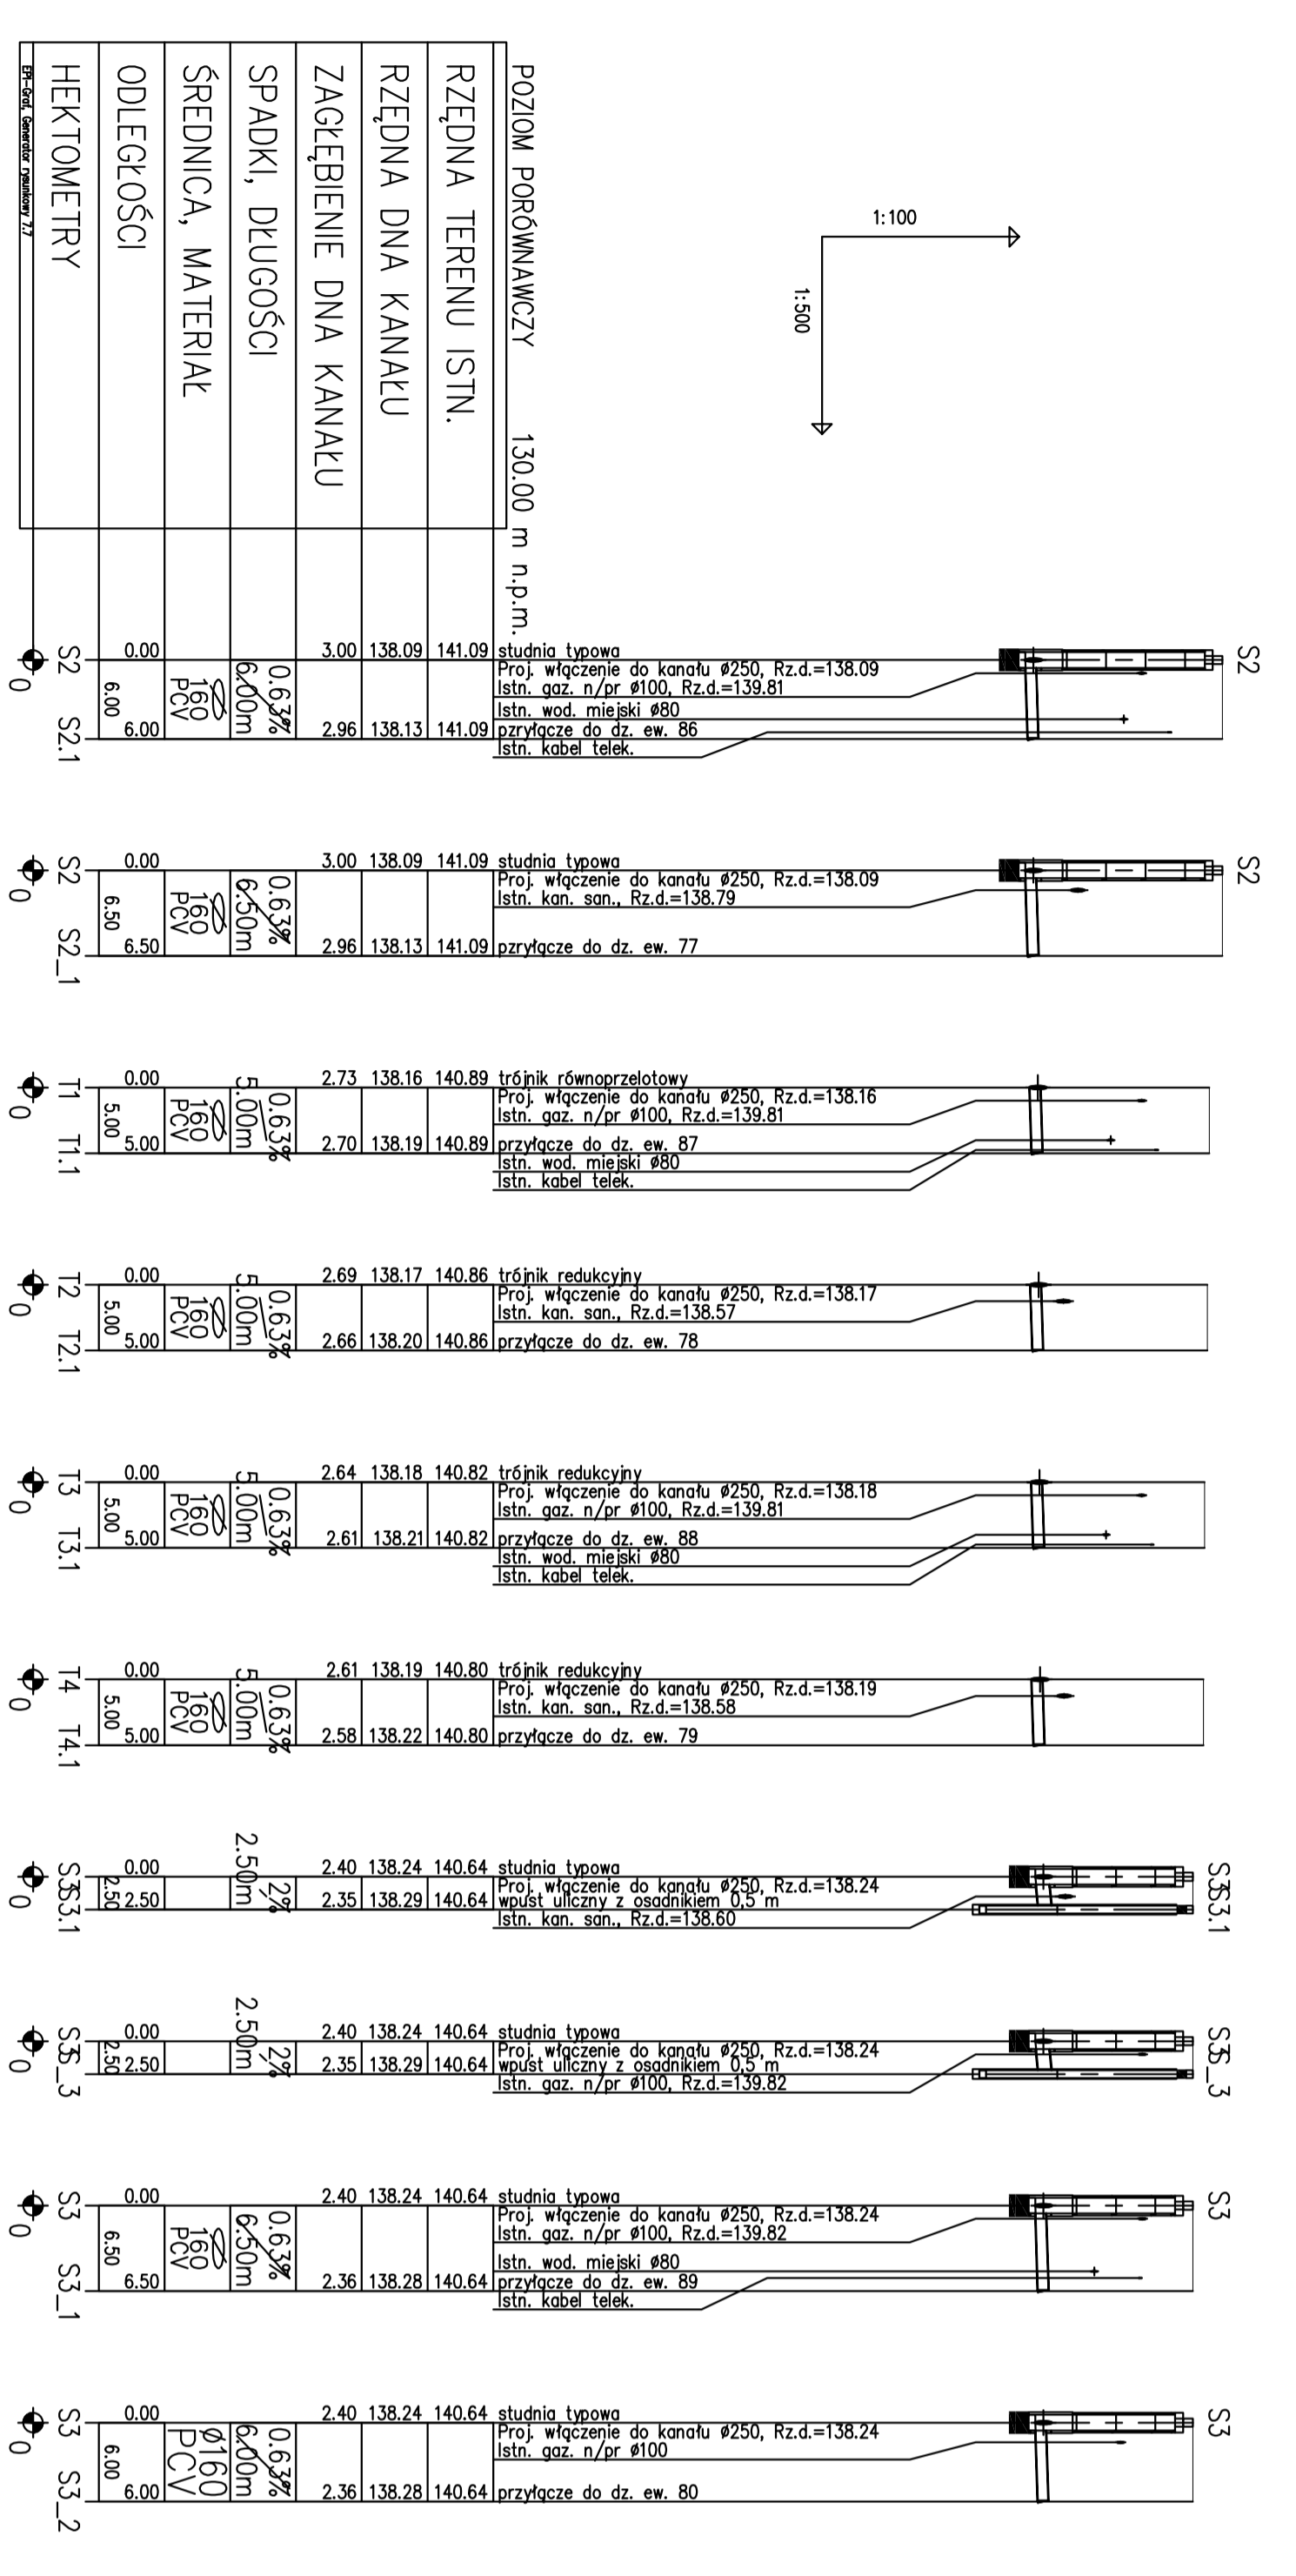 1:100
1:500
POZIOM PORÓWNAWCZY 130.00 m n.p.m.
RZĘDNA TERENU ISTN.
RZĘDNA DNA KANAŁU
ZAGŁĘBIENIE DNA KANAŁU
SPADKI, DŁUGOŚCI
ŚREDNICA, MATERIAŁ
ODLEGŁOŚCI
HEKTOMETRY
EPI-Graf, Generator rysunkowy 7.7
S2
studnia typowa
Proj. włączenie do kanału ø250, Rz.d.=138.09
Istn. gaz. n/pr ø100, Rz.d.=139.81
Istn. wod. miejski ø80
pzryłącze do dz. ew. 86
Istn. kabel telek.
141.09 141.09
138.09 138.13
3.00 2.96
0.63%
6.00m
160
PCV
0.00 6.00 6.00
S2 S2.1
0
S2
studnia typowa
Proj. włączenie do kanału ø250, Rz.d.=138.09
Istn. kan. san., Rz.d.=138.79
pzryłącze do dz. ew. 77
141.09 141.09
138.09 138.13
3.00 2.96
0.63%
6.50m
160
PCV
0.00 6.50 6.50
S2 S2_1
0
trójnik równoprzelotowy
Proj. włączenie do kanału ø250, Rz.d.=138.16
Istn. gaz. n/pr ø100, Rz.d.=139.81
przyłącze do dz. ew. 87
Istn. wod. miejski ø80
Istn. kabel telek.
140.89 140.89
138.16 138.19
2.73 2.70
0.63%
5.00m
160
PCV
0.00 5.00 5.00
T1 T1.1
0
trójnik redukcyjny
Proj. włączenie do kanału ø250, Rz.d.=138.17
Istn. kan. san., Rz.d.=138.57
przyłącze do dz. ew. 78
140.86 140.86
138.17 138.20
2.69 2.66
0.63%
5.00m
160
PCV
0.00 5.00 5.00
T2 T2.1
0
trójnik redukcyjny
Proj. włączenie do kanału ø250, Rz.d.=138.18
Istn. gaz. n/pr ø100, Rz.d.=139.81
przyłącze do dz. ew. 88
Istn. wod. miejski ø80
Istn. kabel telek.
140.82 140.82
138.18 138.21
2.64 2.61
0.63%
5.00m
160
PCV
0.00 5.00 5.00
T3 T3.1
0
trójnik redukcyjny
Proj. włączenie do kanału ø250, Rz.d.=138.19
Istn. kan. san., Rz.d.=138.58
przyłącze do dz. ew. 79
140.80 140.80
138.19 138.22
2.61 2.58
0.63%
5.00m
160
PCV
0.00 5.00 5.00
T4 T4.1
0
S3 S3.1
studnia typowa
Proj. włączenie do kanału ø250, Rz.d.=138.24
wpust uliczny z osadnikiem 0,5 m
Istn. kan. san., Rz.d.=138.60
140.64 140.64
138.24 138.29
2.40 2.35
2%
2.50m
0.00 2.50 2.50
S3 S3.1
0
S3 S_3
studnia typowa
Proj. włączenie do kanału ø250, Rz.d.=138.24
wpust uliczny z osadnikiem 0,5 m
Istn. gaz. n/pr ø100, Rz.d.=139.82
140.64 140.64
138.24 138.29
2.40 2.35
2%
2.50m
0.00 2.50 2.50
S3 S_3
0
S3
studnia typowa
Proj. włączenie do kanału ø250, Rz.d.=138.24
Istn. gaz. n/pr ø100, Rz.d.=139.82
Istn. wod. miejski ø80
przyłącze do dz. ew. 89
Istn. kabel telek.
140.64 140.64
138.24 138.28
2.40 2.36
0.63%
6.50m
160
PCV
0.00 6.50 6.50
S3 S3_1
0
S3
studnia typowa
Proj. włączenie do kanału ø250, Rz.d.=138.24
Istn. gaz. n/pr ø100
przyłącze do dz. ew. 80
140.64 140.64
138.24 138.28
2.40 2.36
0.63%
6.00m
ø160
PCV
0.00 6.00 6.00
S3 S3_2
0